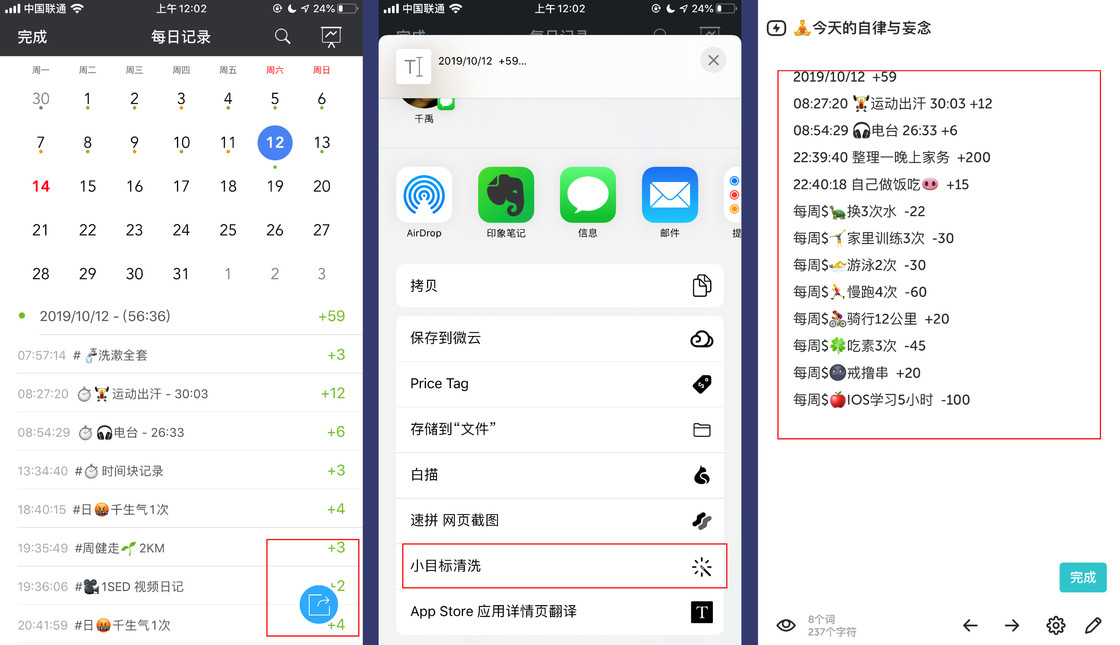 中国联通
上午 12:02
24%
完成
每日记录
周一 周二 周三 周四 周五 周六 周日
30 1 2 3 4 5 6
7 8 9 10 11 12 13
14 15 16 17 18 19 20
21 22 23 24 25 26 27
28 29 30 31 1 2 3
2019/10/12 - (56:36) +59
07:57:14 # 🚰洗漱全套 +3
08:27:20 ⏱🏋️运动出汗 - 30:03 +12
08:54:29 ⏱🎧电台 - 26:33 +6
13:34:40 #⏱时间块记录 +3
18:40:15 #日🤬千生气1次 +4
19:35:49 #周健走🌱2KM +3
19:36:06 #🎥1SED 视频日记 +2
20:41:59 #日🤬千生气1次 +4
中国联通
上午 12:02
24%
2019/10/12 +59...
千禹
AirDrop
印象笔记
信息
邮件
拷贝
保存到微云
Price Tag
存储到“文件”
白描
速拼 网页截图
小目标清洗
App Store 应用详情页翻译
🧘今天的自律与妄念
2019/10/12 +59
08:27:20 🏋️运动出汗 30:03 +12
08:54:29 🎧电台 26:33 +6
22:39:40 整理一晚上家务 +200
22:40:18 自己做饭吃🐽 +15
每周$🐢换3次水 -22
每周$🤸家里训练3次 -30
每周$🏊游泳2次 -30
每周$🏃慢跑4次 -60
每周$🚴骑行12公里 +20
每周$🍀吃素3次 -45
每周$🌚戒撸串 +20
每周$🍎IOS学习5小时 -100
完成
8个词
237个字符